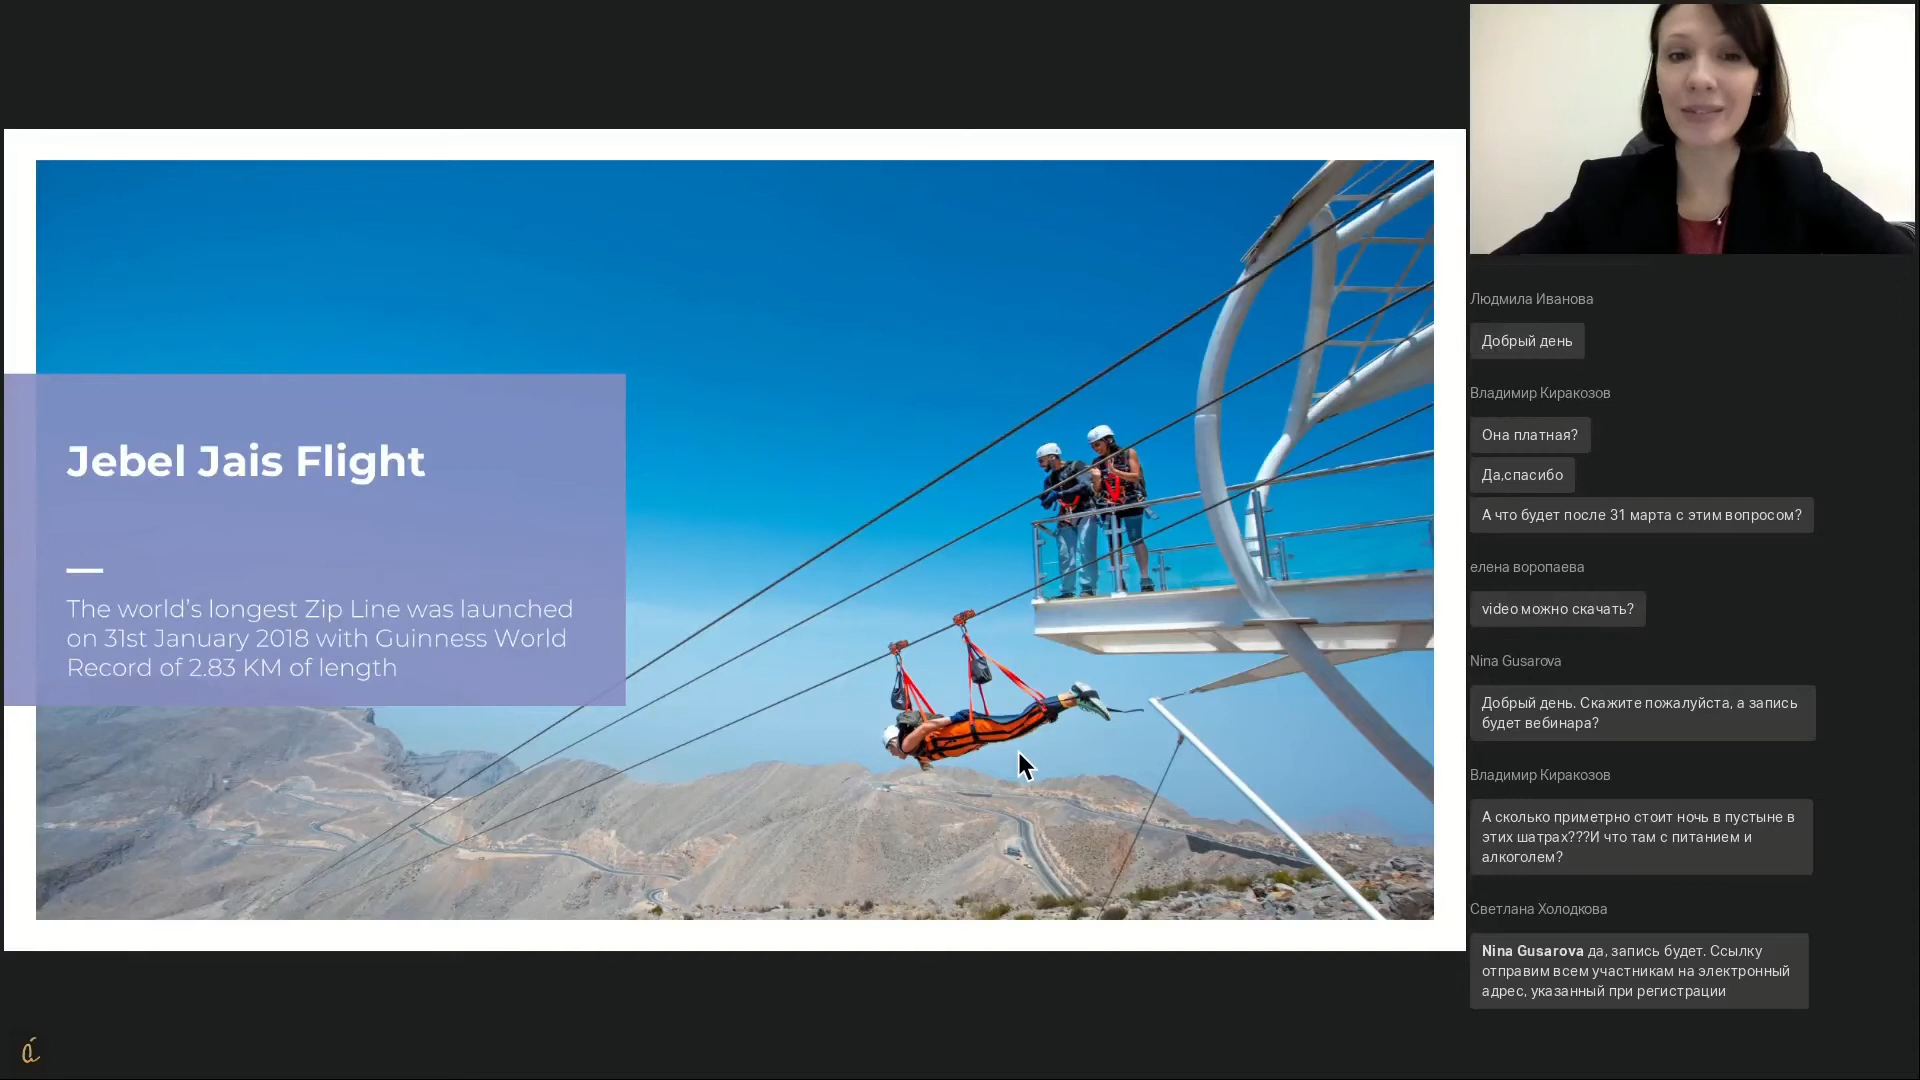 Jebel Jais Flight
The world’s longest Zip Line was launched
on 31st January 2018 with Guinness World
Record of 2.83 KM of length
Людмила Иванова
Добрый день
Владимир Киракозов
Она платная?
Да,спасибо
А что будет после 31 марта с этим вопросом?
елена воропаева
video можно скачать?
Nina Gusarova
Добрый день. Скажите пожалуйста, а запись
будет вебинара?
Владимир Киракозов
А сколько приметрно стоит ночь в пустыне в
этих шатрах???И что там с питанием и
алкоголем?
Светлана Холодкова
Nina Gusarova да, запись будет. Ссылку
отправим всем участникам на электронный
адрес, указанный при регистрации
á